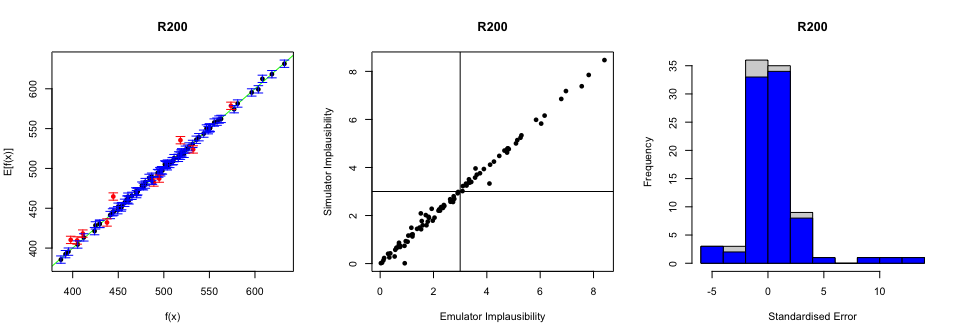 R200
E[f(x)]
600
550
500
450
400
400 450 500 550 600
f(x)
R200
Simulator Implausibility
8
6
4
2
0
0 2 4 6 8
Emulator Implausibility
R200
Frequency
35
30
25
20
15
10
5
0
-5 0 5 10
Standardised Error